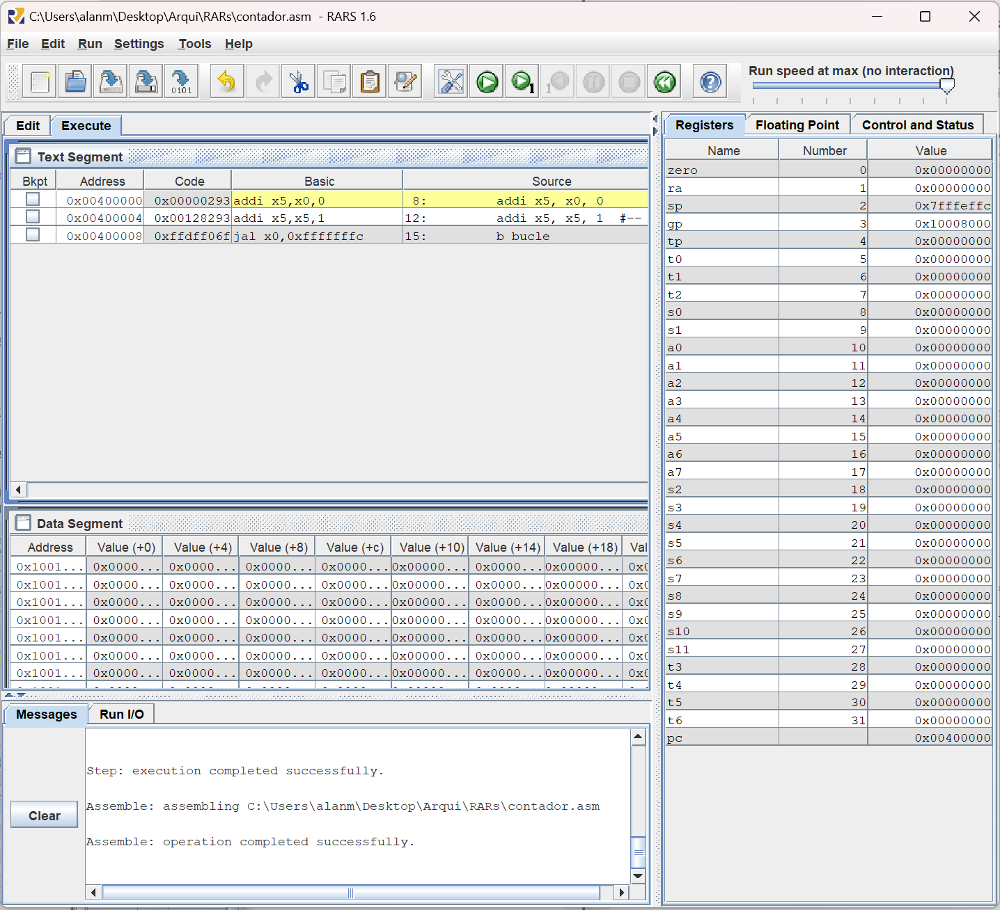 C:\Users\alanm\Desktop\Arqui\RARs\contador.asm - RARS 1.6
File Edit Run Settings Tools Help
Run speed at max (no interaction)
Edit Execute
Text Segment
Bkpt Address Code Basic Source
0x00400000 0x00000293 addi x5,x0,0 8: addi x5, x0, 0
0x00400004 0x00128293 addi x5,x5,1 12: addi x5, x5, 1 #--
0x00400008 0xffdff06f jal x0,0xfffffffc 15: b bucle
Data Segment
Address Value (+0) Value (+4) Value (+8) Value (+c) Value (+10) Value (+14) Value (+18) Val
0x1001... 0x0000... 0x0000... 0x0000... 0x0000... 0x00000... 0x0000... 0x00000... 0x0
0x1001... 0x0000... 0x0000... 0x0000... 0x0000... 0x00000... 0x0000... 0x00000... 0x0
0x1001... 0x0000... 0x0000... 0x0000... 0x0000... 0x00000... 0x0000... 0x00000... 0x0
0x1001... 0x0000... 0x0000... 0x0000... 0x0000... 0x00000... 0x0000... 0x00000... 0x0
0x1001... 0x0000... 0x0000... 0x0000... 0x0000... 0x00000... 0x0000... 0x00000... 0x0
0x1001... 0x0000... 0x0000... 0x0000... 0x0000... 0x00000... 0x0000... 0x00000... 0x0
0x1001... 0x0000... 0x0000... 0x0000... 0x0000... 0x00000... 0x0000... 0x00000... 0x0
Messages Run I/O
Step: execution completed successfully.
Assemble: assembling C:\Users\alanm\Desktop\Arqui\RARs\contador.asm
Assemble: operation completed successfully.
Clear
Registers Floating Point Control and Status
Name Number Value
zero 0 0x00000000
ra 1 0x00000000
sp 2 0x7fffeffc
gp 3 0x10008000
tp 4 0x00000000
t0 5 0x00000000
t1 6 0x00000000
t2 7 0x00000000
s0 8 0x00000000
s1 9 0x00000000
a0 10 0x00000000
a1 11 0x00000000
a2 12 0x00000000
a3 13 0x00000000
a4 14 0x00000000
a5 15 0x00000000
a6 16 0x00000000
a7 17 0x00000000
s2 18 0x00000000
s3 19 0x00000000
s4 20 0x00000000
s5 21 0x00000000
s6 22 0x00000000
s7 23 0x00000000
s8 24 0x00000000
s9 25 0x00000000
s10 26 0x00000000
s11 27 0x00000000
t3 28 0x00000000
t4 29 0x00000000
t5 30 0x00000000
t6 31 0x00000000
pc 0x00400000